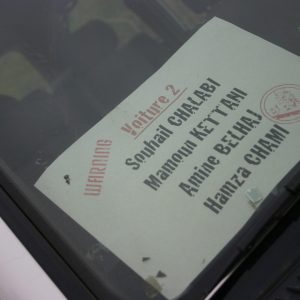 WARNING
Voiture 2
Souhail CHALABI
Mamoun KETTANI
Amine BELHAJ
Hamza CHAMI